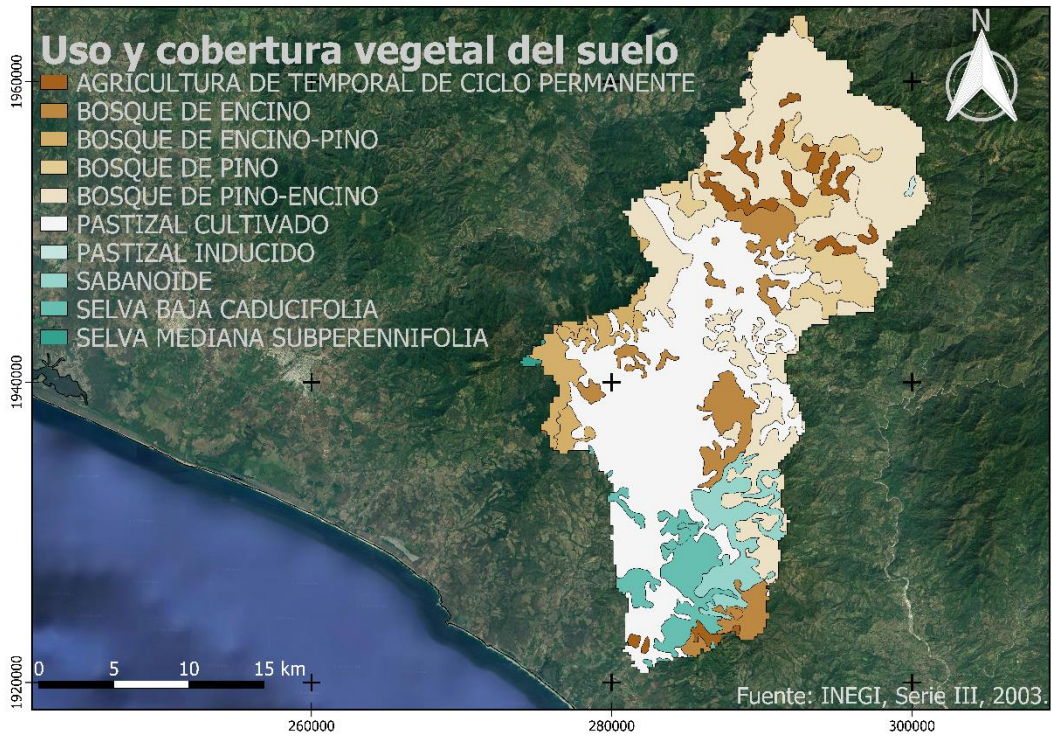 Uso y cobertura vegetal del suelo
AGRICULTURA DE TEMPORAL DE CICLO PERMANENTE
BOSQUE DE ENCINO
BOSQUE DE ENCINO-PINO
BOSQUE DE PINO
BOSQUE DE PINO-ENCINO
PASTIZAL CULTIVADO
PASTIZAL INDUCIDO
SABANOIDE
SELVA BAJA CADUCIFOLIA
SELVA MEDIANA SUBPERENNIFOLIA
N
1960000
1940000
1920000
0 5 10 15 km
Fuente: INEGI, Serie III, 2003.
260000 280000 300000